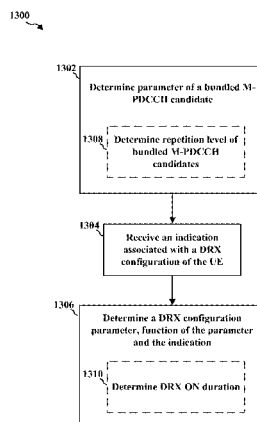 1300
1302
Determine parameter of a bundled M-
PDCCH candidate
1308
Determine repetition level of
bundled M-PDCCH
candidates
1304
Receive an indication
associated with a DRX
configuration of the UE
1306
Determine a DRX configuration
parameter, function of the parameter
and the indication
1310
Determine DRX ON duration